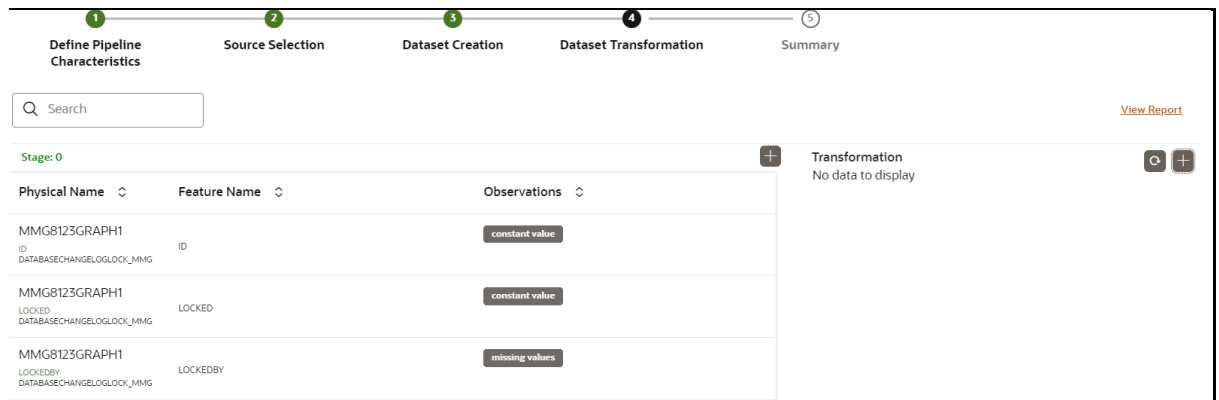 1
2
3
4
5
Define Pipeline
Characteristics
Source Selection
Dataset Creation
Dataset Transformation
Summary
Search
View Report
Stage: 0
Transformation
No data to display
Physical Name
Feature Name
Observations
MMG8123GRAPH1
ID
DATABASECHANGELOGLOCK_MMG
ID
constant value
MMG8123GRAPH1
LOCKED
DATABASECHANGELOGLOCK_MMG
LOCKED
constant value
MMG8123GRAPH1
LOCKEDBY
DATABASECHANGELOGLOCK_MMG
LOCKEDBY
missing values